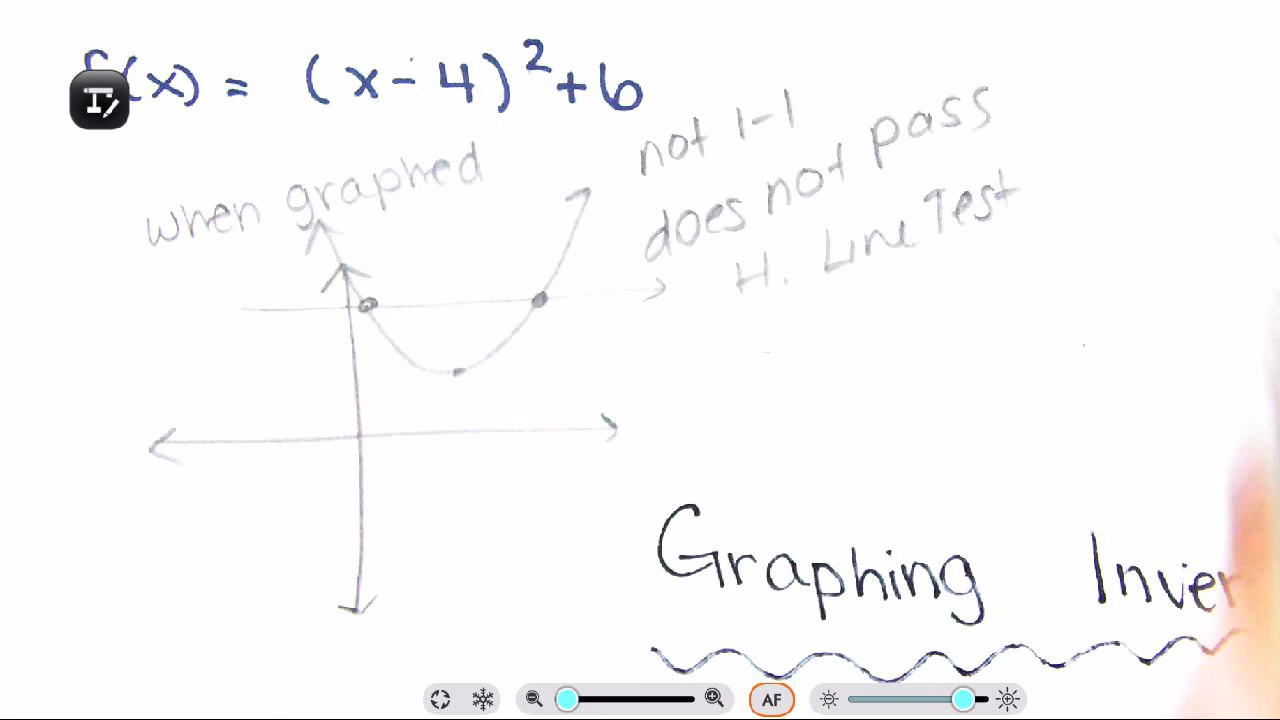 f(x) = (x-4)²+6
not 1-1
when graphed
does not pass
H. Line Test
Graphing Inver
AF